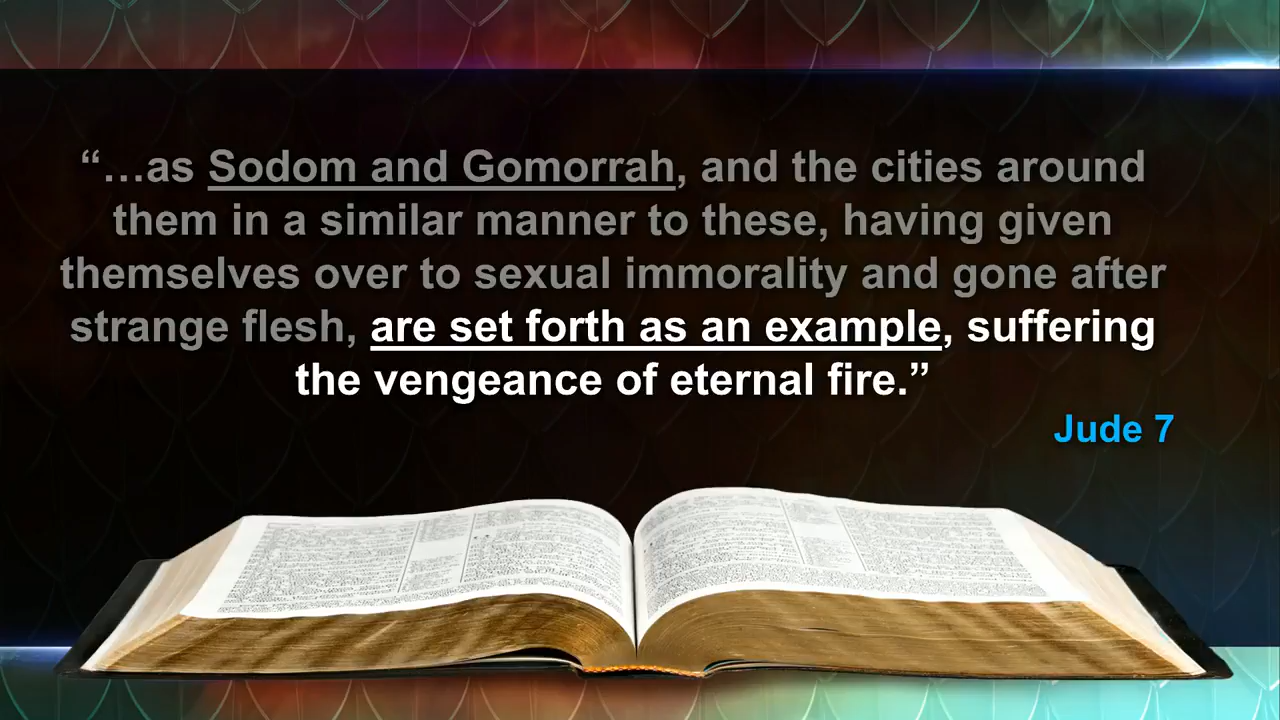 “…as Sodom and Gomorrah, and the cities around
them in a similar manner to these, having given
themselves over to sexual immorality and gone after
strange flesh, are set forth as an example, suffering
the vengeance of eternal fire.”
Jude 7